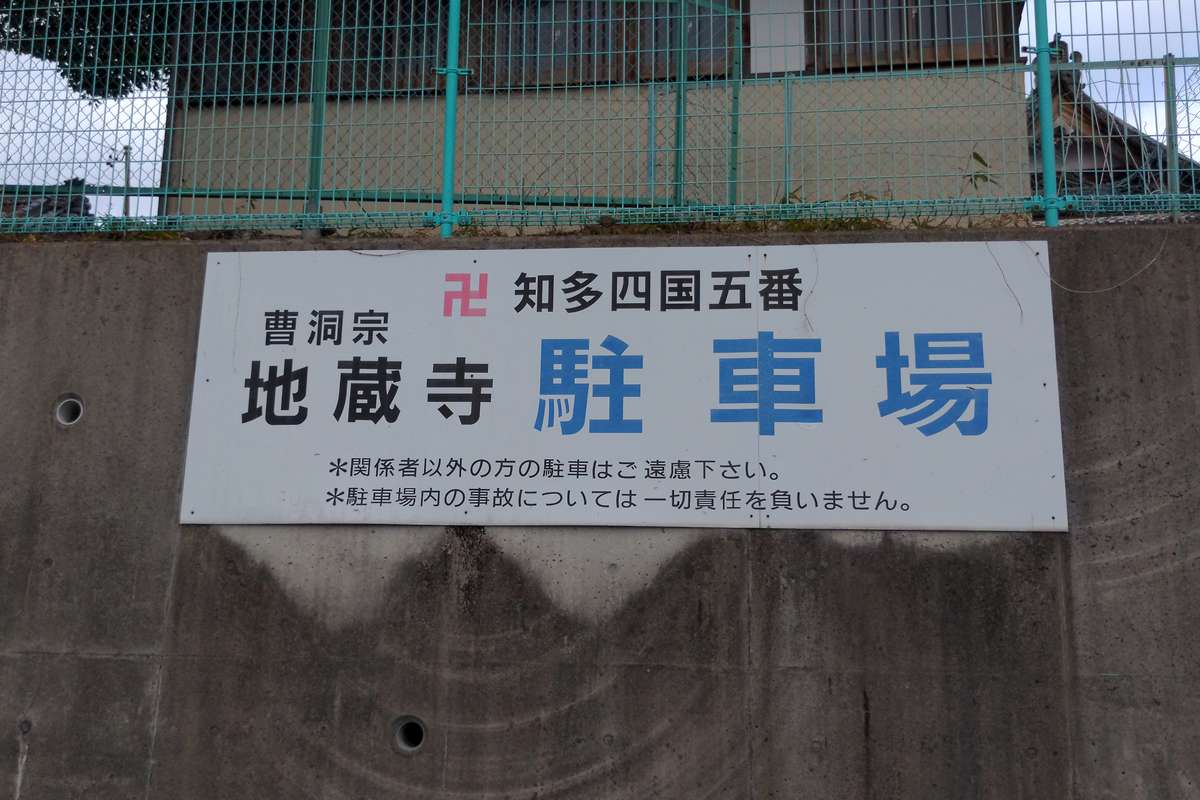 卍 知多四国五番
曹洞宗
地蔵寺 駐車場
＊関係者以外の方の駐車はご遠慮下さい。
＊駐車場内の事故については一切責任を負いません。